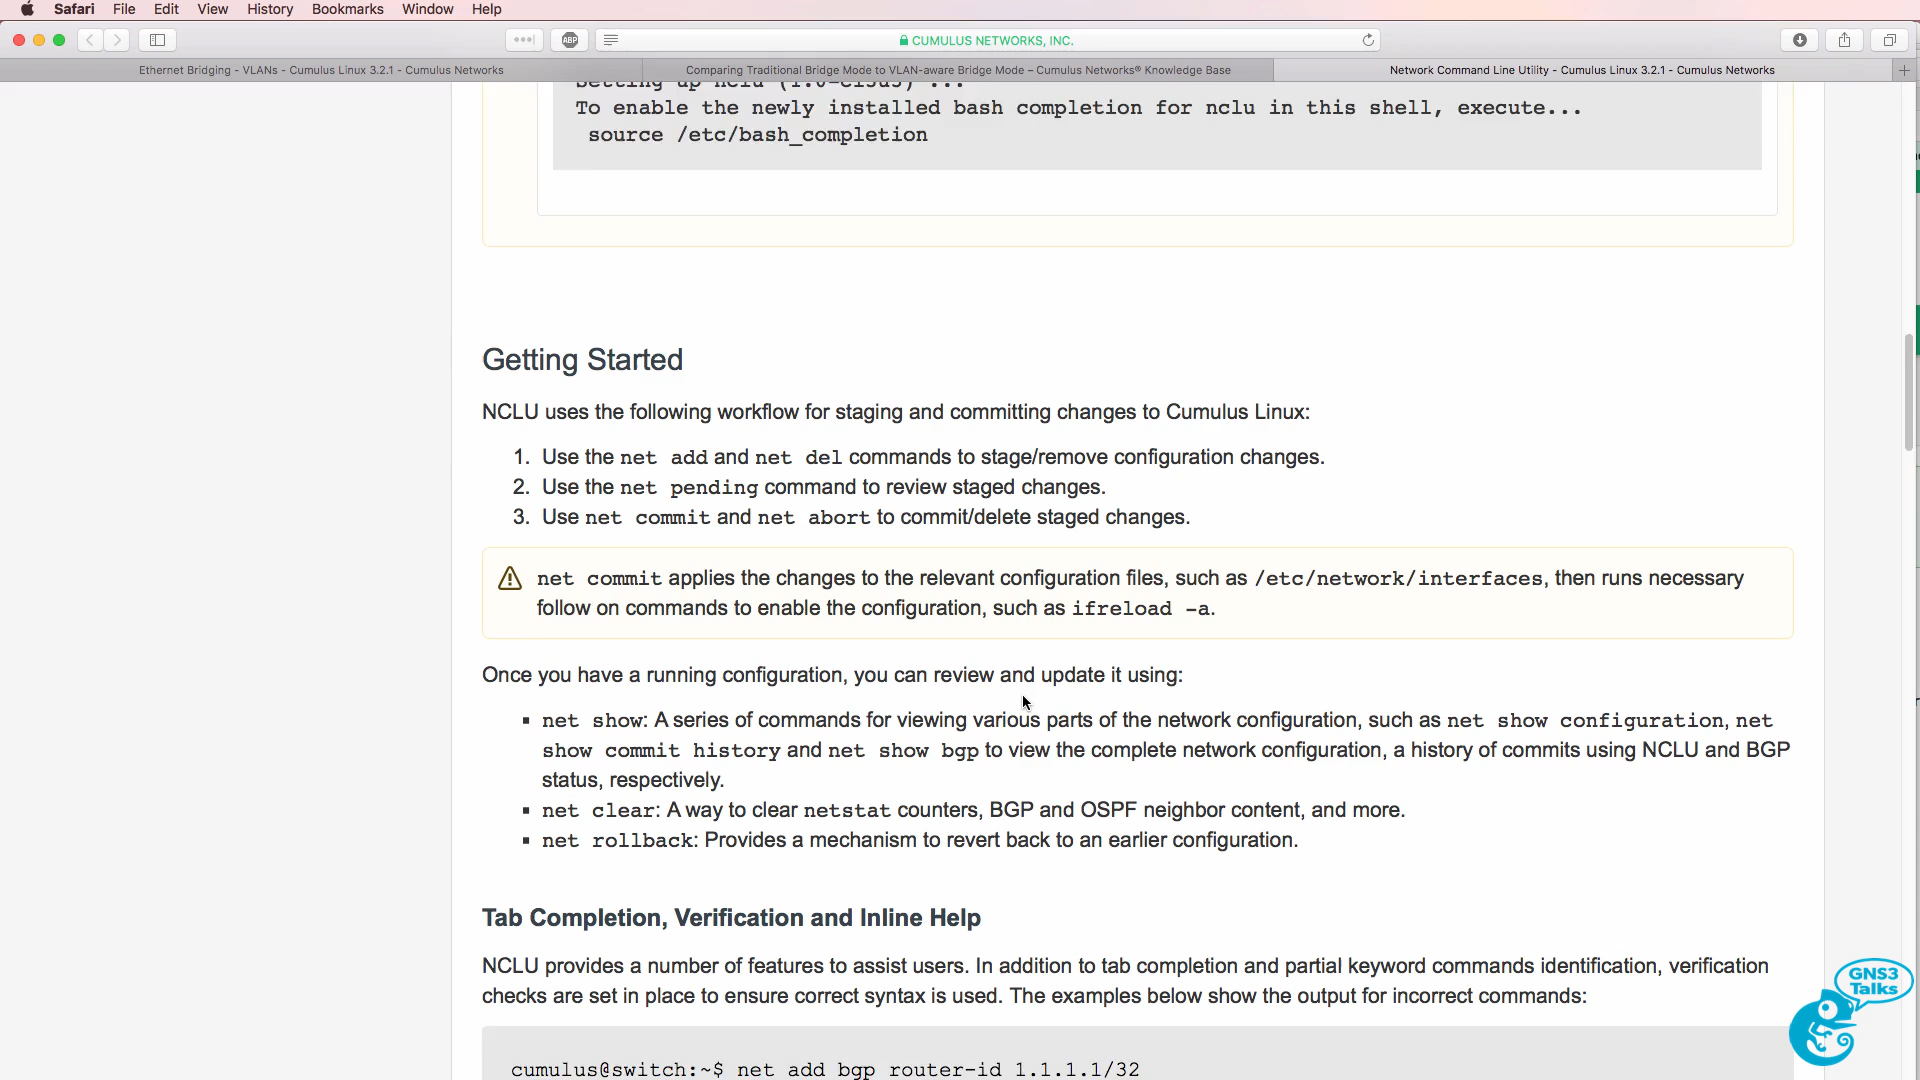 Safari File Edit View History Bookmarks Window Help
ABP CUMULUS NETWORKS, INC.
Ethernet Bridging - VLANs - Cumulus Linux 3.2.1 - Cumulus Networks
Comparing Traditional Bridge Mode to VLAN-aware Bridge Mode – Cumulus Networks® Knowledge Base
Network Command Line Utility - Cumulus Linux 3.2.1 - Cumulus Networks
Setting up nclu (1.0-cl3u3) ...
To enable the newly installed bash completion for nclu in this shell, execute...
source /etc/bash_completion
Getting Started
NCLU uses the following workflow for staging and committing changes to Cumulus Linux:
1. Use the net add and net del commands to stage/remove configuration changes.
2. Use the net pending command to review staged changes.
3. Use net commit and net abort to commit/delete staged changes.
net commit applies the changes to the relevant configuration files, such as /etc/network/interfaces, then runs necessary
follow on commands to enable the configuration, such as ifreload -a.
Once you have a running configuration, you can review and update it using:
▪ net show: A series of commands for viewing various parts of the network configuration, such as net show configuration, net
show commit history and net show bgp to view the complete network configuration, a history of commits using NCLU and BGP
status, respectively.
▪ net clear: A way to clear netstat counters, BGP and OSPF neighbor content, and more.
▪ net rollback: Provides a mechanism to revert back to an earlier configuration.
Tab Completion, Verification and Inline Help
NCLU provides a number of features to assist users. In addition to tab completion and partial keyword commands identification, verification
checks are set in place to ensure correct syntax is used. The examples below show the output for incorrect commands:
cumulus@switch:~$ net add bgp router-id 1.1.1.1/32
GNS3
Talks